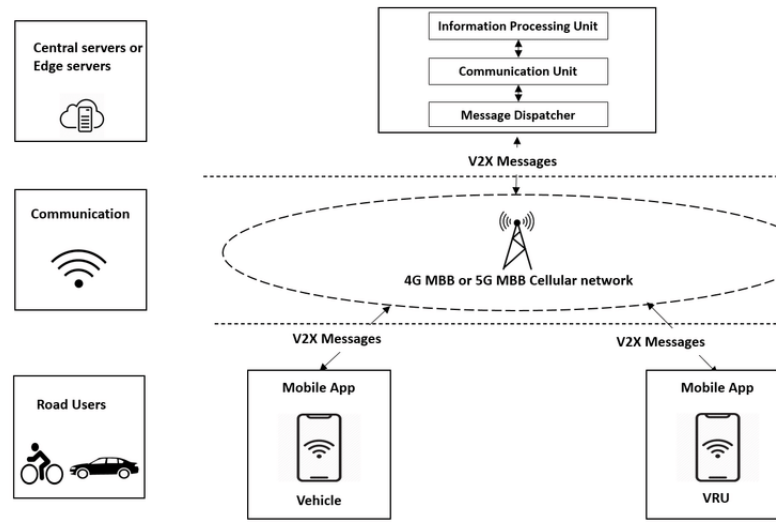 Central servers or
Edge servers
Information Processing Unit
Communication Unit
Message Dispatcher
V2X Messages
Communication
4G MBB or 5G MBB Cellular network
V2X Messages
V2X Messages
Road Users
Mobile App
Vehicle
Mobile App
VRU